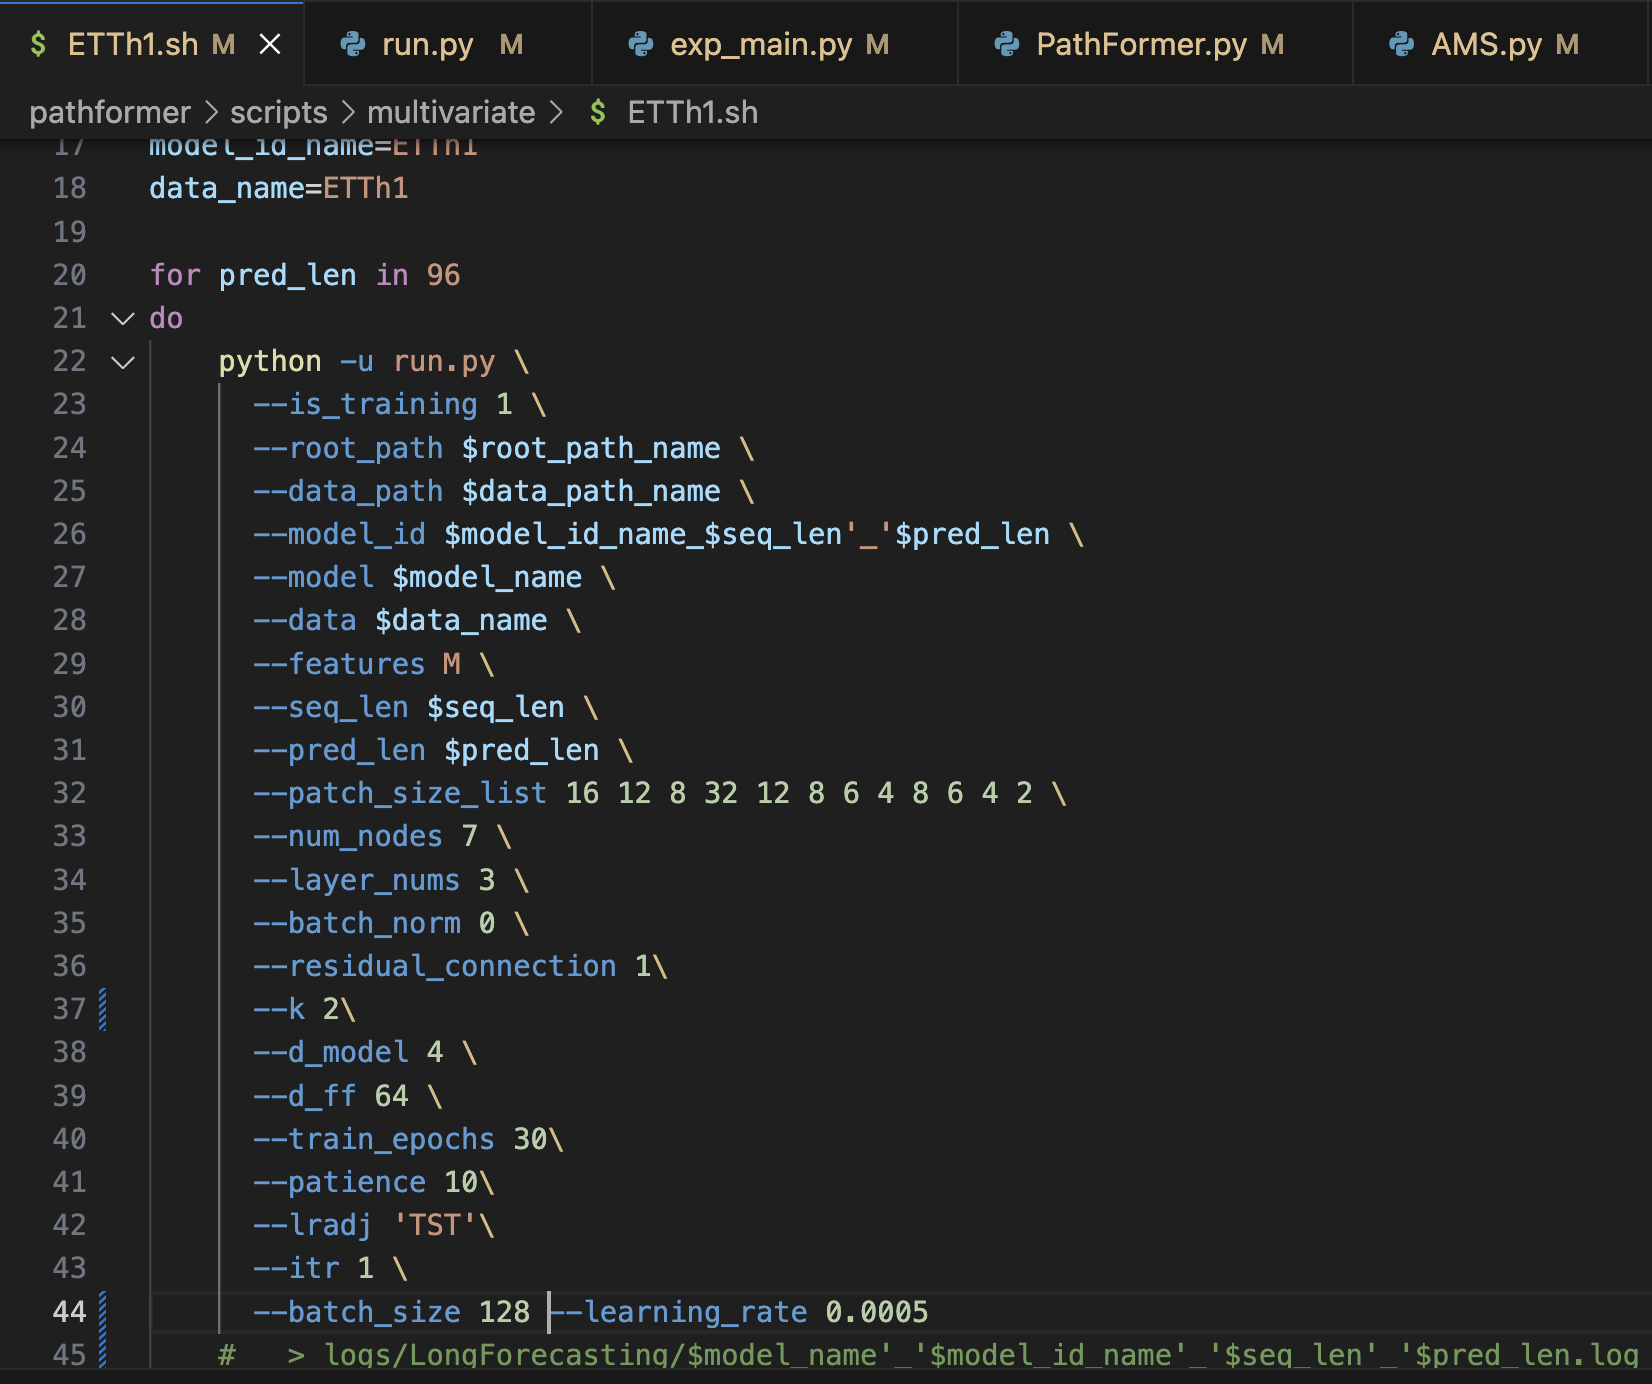 $ ETTh1.sh M × run.py M exp_main.py M PathFormer.py M AMS.py M
pathformer > scripts > multivariate > $ ETTh1.sh
17 model_id_name=ETTh1
18 data_name=ETTh1
19
20 for pred_len in 96
21 do
22 python -u run.py \
23 --is_training 1 \
24 --root_path $root_path_name \
25 --data_path $data_path_name \
26 --model_id $model_id_name_$seq_len'_'$pred_len \
27 --model $model_name \
28 --data $data_name \
29 --features M \
30 --seq_len $seq_len \
31 --pred_len $pred_len \
32 --patch_size_list 16 12 8 32 12 8 6 4 8 6 4 2 \
33 --num_nodes 7 \
34 --layer_nums 3 \
35 --batch_norm 0 \
36 --residual_connection 1\
37 --k 2\
38 --d_model 4 \
39 --d_ff 64 \
40 --train_epochs 30\
41 --patience 10\
42 --lradj 'TST'\
43 --itr 1 \
44 --batch_size 128 --learning_rate 0.0005
45 # > logs/LongForecasting/$model_name'_'$model_id_name'_'$seq_len'_'$pred_len.log